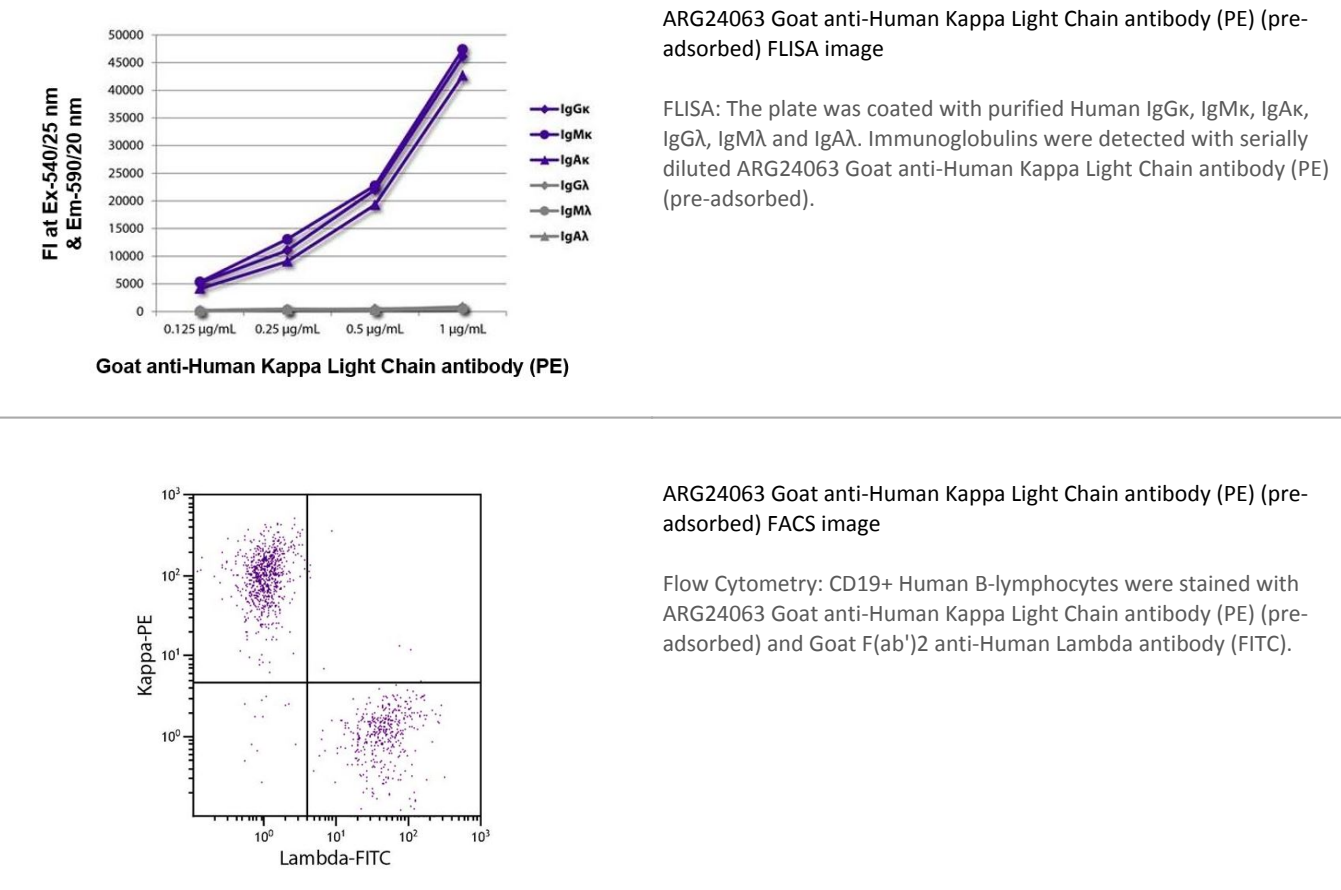 50000
45000
40000
35000
30000
25000
20000
15000
10000
5000
0
FI at Ex-540/25 nm
& Em-590/20 nm
0.125 µg/mL 0.25 µg/mL 0.5 µg/mL 1 µg/mL
Goat anti-Human Kappa Light Chain antibody (PE)
IgGκ
IgMκ
IgAκ
IgGλ
IgMλ
IgAλ
ARG24063 Goat anti-Human Kappa Light Chain antibody (PE) (pre-
adsorbed) FLISA image
FLISA: The plate was coated with purified Human IgGκ, IgMκ, IgAκ,
IgGλ, IgMλ and IgAλ. Immunoglobulins were detected with serially
diluted ARG24063 Goat anti-Human Kappa Light Chain antibody (PE)
(pre-adsorbed).
10³
10²
10¹
10⁰
Kappa-PE
10⁰ 10¹ 10² 10³
Lambda-FITC
ARG24063 Goat anti-Human Kappa Light Chain antibody (PE) (pre-
adsorbed) FACS image
Flow Cytometry: CD19+ Human B-lymphocytes were stained with
ARG24063 Goat anti-Human Kappa Light Chain antibody (PE) (pre-
adsorbed) and Goat F(ab')2 anti-Human Lambda antibody (FITC).